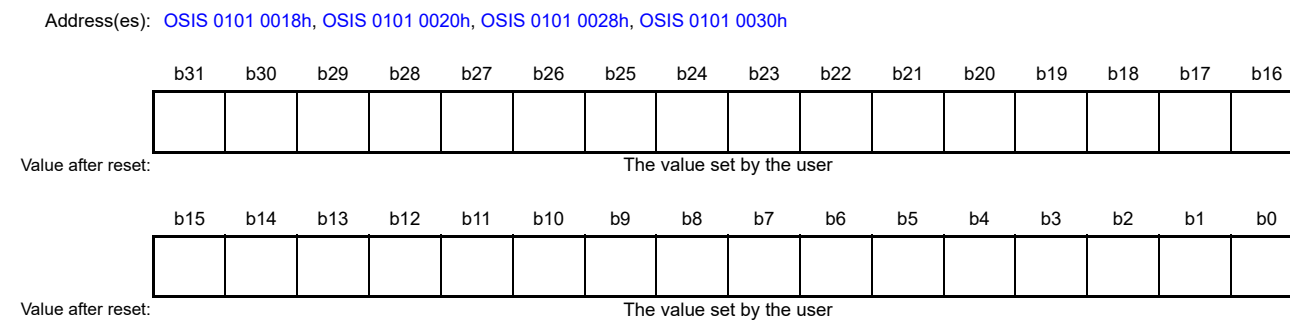 Address(es): OSIS 0101 0018h, OSIS 0101 0020h, OSIS 0101 0028h, OSIS 0101 0030h
b31 b30 b29 b28 b27 b26 b25 b24 b23 b22 b21 b20 b19 b18 b17 b16
Value after reset: The value set by the user
b15 b14 b13 b12 b11 b10 b9 b8 b7 b6 b5 b4 b3 b2 b1 b0
Value after reset: The value set by the user